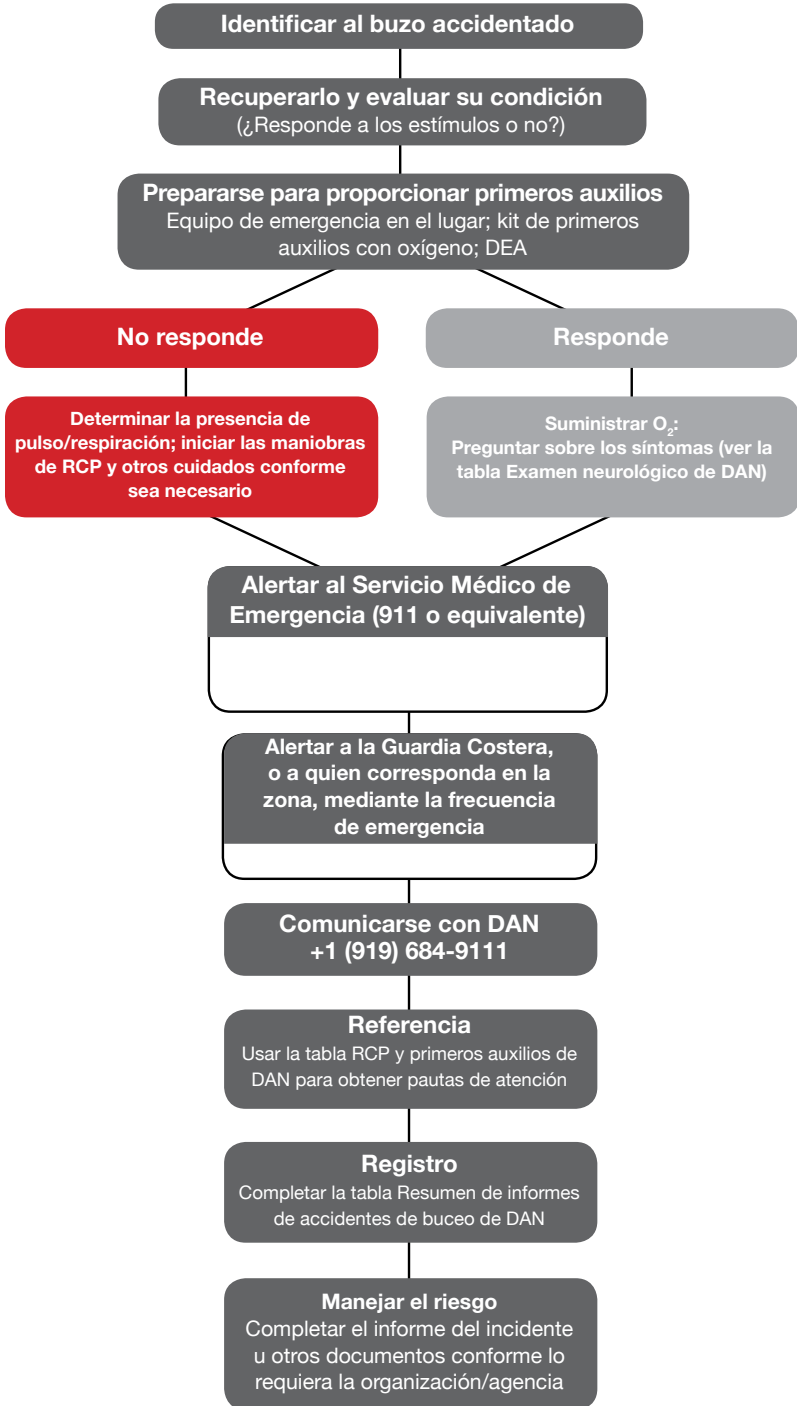 Identificar al buzo accidentado
Recuperarlo y evaluar su condición
(¿Responde a los estímulos o no?)
Prepararse para proporcionar primeros auxilios
Equipo de emergencia en el lugar; kit de primeros
auxilios con oxígeno; DEA
No responde
Determinar la presencia de
pulso/respiración; iniciar las maniobras
de RCP y otros cuidados conforme
sea necesario
Responde
Suministrar O₂:
Preguntar sobre los síntomas (ver la
tabla Examen neurológico de DAN)
Alertar al Servicio Médico de
Emergencia (911 o equivalente)
Alertar a la Guardia Costera,
o a quien corresponda en la
zona, mediante la frecuencia
de emergencia
Comunicarse con DAN
+1 (919) 684-9111
Referencia
Usar la tabla RCP y primeros auxilios de
DAN para obtener pautas de atención
Registro
Completar la tabla Resumen de informes
de accidentes de buceo de DAN
Manejar el riesgo
Completar el informe del incidente
u otros documentos conforme lo
requiera la organización/agencia